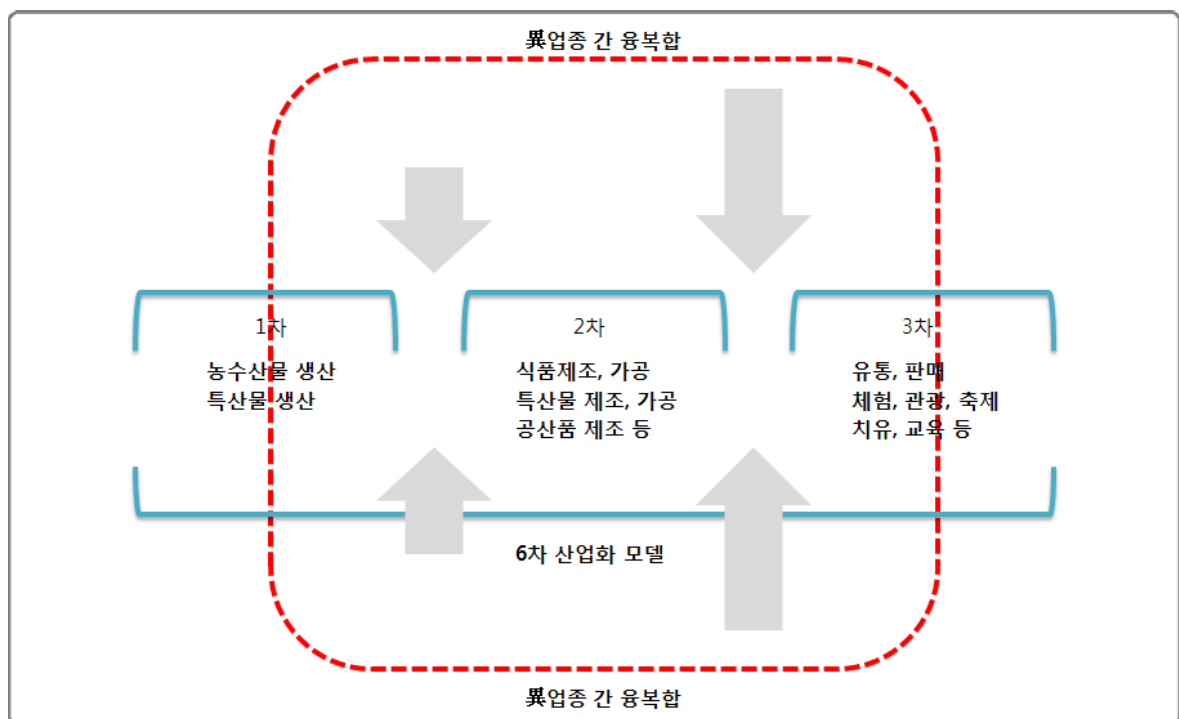 異업종 간 융복합
1차
농수산물 생산
특산물 생산
2차
식품제조, 가공
특산물 제조, 가공
공산품 제조 등
3차
유통, 판매
체험, 관광, 축제
치유, 교육 등
6차 산업화 모델
異업종 간 융복합